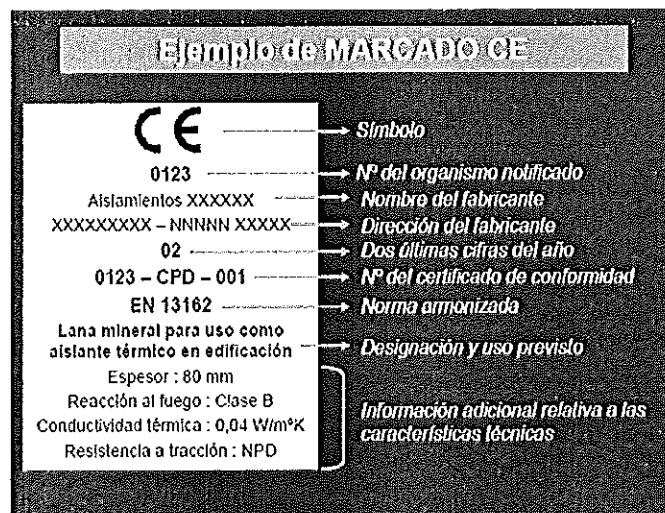 Ejemplo de MARCADO CE
CE
Símbolo
0123
Nº del organismo notificado
Aislamientos XXXXXX
Nombre del fabricante
XXXXXXXXX – NNNNN XXXXX
Dirección del fabricante
02
Dos últimas cifras del año
0123 – CPD – 001
Nº del certificado de conformidad
EN 13162
Norma armonizada
Lana mineral para uso como
aislante térmico en edificación
Designación y uso previsto
Espesor : 80 mm
Reacción al fuego : Clase B
Conductividad térmica : 0,04 W/mºK
Resistencia a tracción : NPD
Información adicional relativa a las
características técnicas